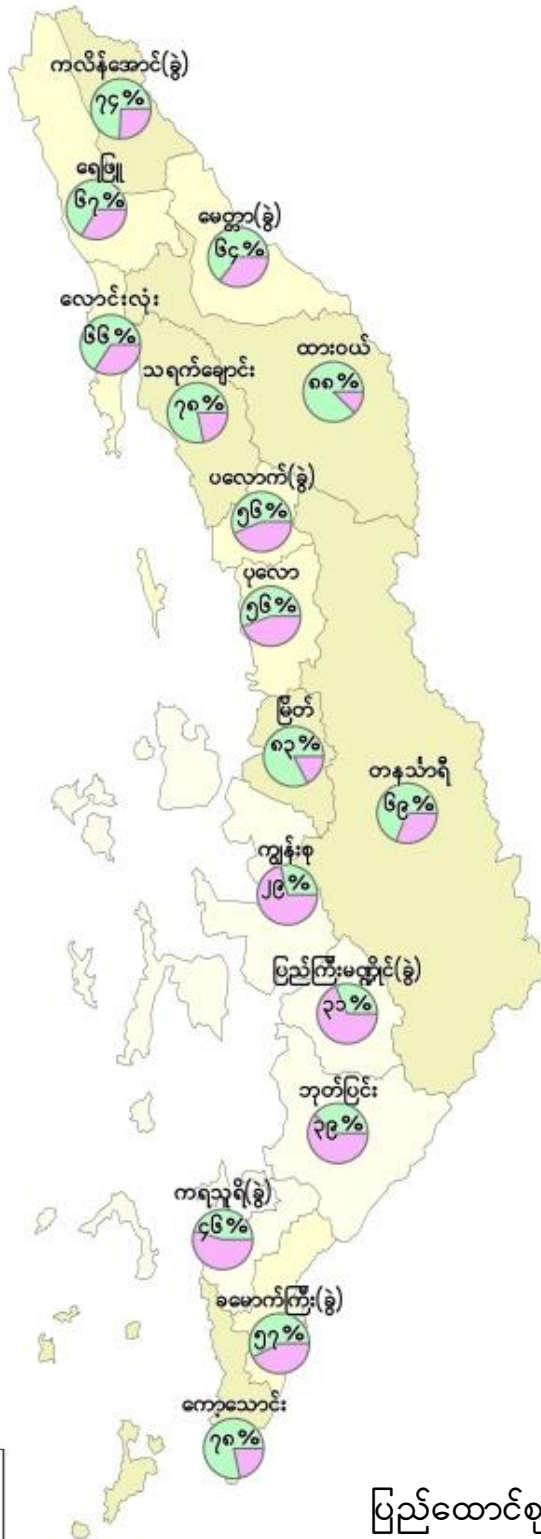 ကလိန်အောင်(ခွဲ)
၇၄%
ရေဖြူ
၆၇%
မေတ္တာ(ခွဲ)
၆၄%
လောင်းလုံး
၆၆%
ထားဝယ်
၈၈%
သရက်ချောင်း
၇၈%
ပလောက်(ခွဲ)
၅၆%
ပုလော
၅၆%
မြိတ်
၈၃%
တနင်္သာရီ
၆၉%
ကျွန်းစု
၂၉%
ပြည်ကြီးမဏ္ဍိုင်(ခွဲ)
၃၁%
ဘုတ်ပြင်း
၃၉%
ကရသူရိ(ခွဲ)
၄၆%
ခမောက်ကြီး(ခွဲ)
၅၇%
ကော့သောင်း
၇၈%
ပြည်ထောင်စု